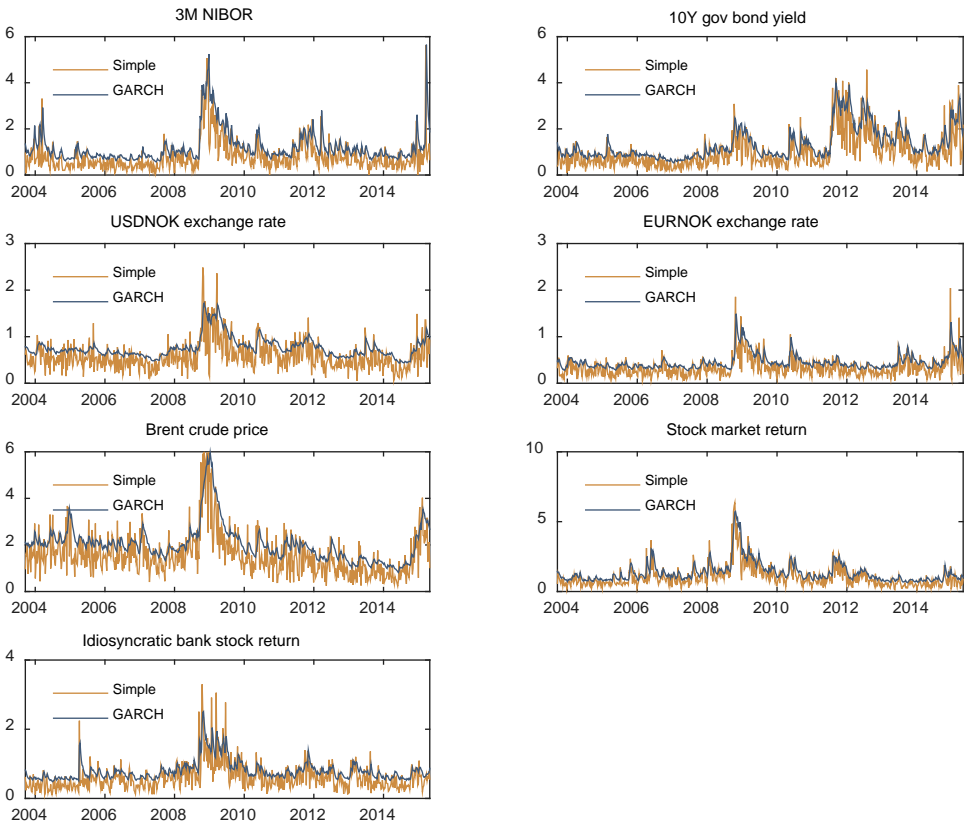 3M NIBOR
6
4
2
0
Simple
GARCH
2004 2006 2008 2010 2012 2014
10Y gov bond yield
6
4
2
0
Simple
GARCH
2004 2006 2008 2010 2012 2014
USDNOK exchange rate
3
2
1
0
Simple
GARCH
2004 2006 2008 2010 2012 2014
EURNOK exchange rate
3
2
1
0
Simple
GARCH
2004 2006 2008 2010 2012 2014
Brent crude price
6
4
2
0
Simple
GARCH
2004 2006 2008 2010 2012 2014
Stock market return
10
5
0
Simple
GARCH
2004 2006 2008 2010 2012 2014
Idiosyncratic bank stock return
4
2
0
Simple
GARCH
2004 2006 2008 2010 2012 2014